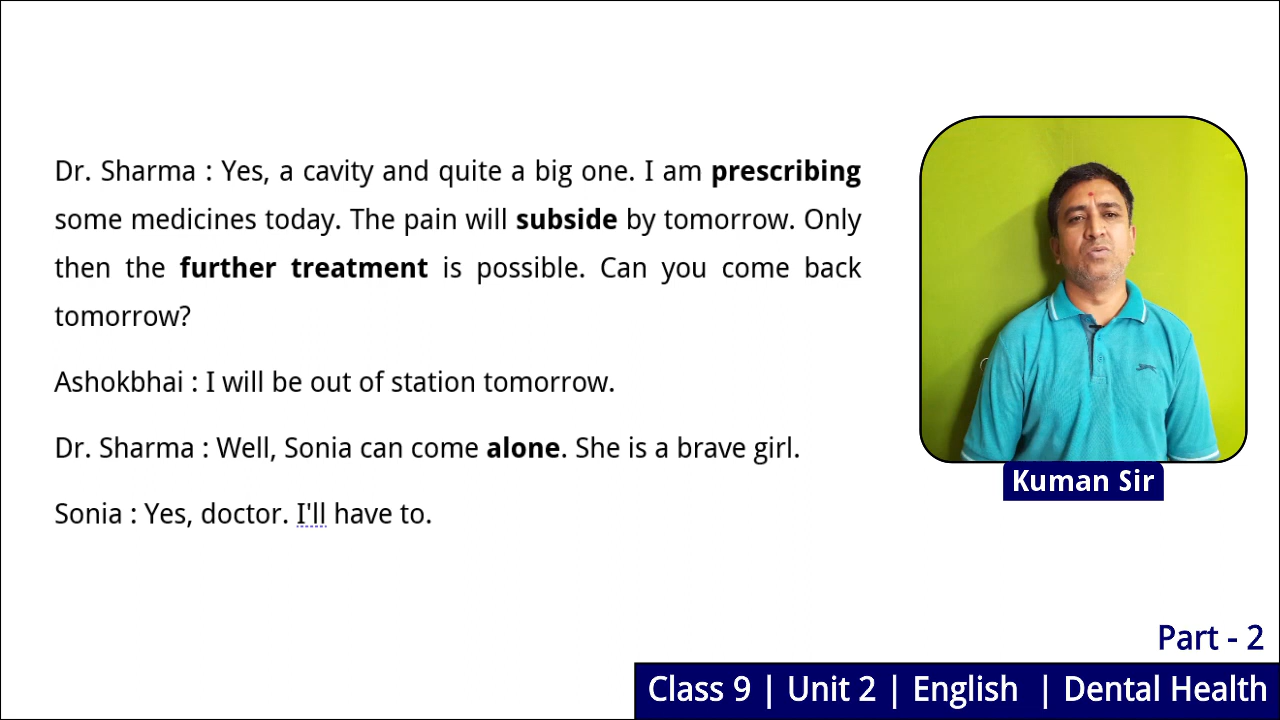 Dr. Sharma : Yes, a cavity and quite a big one. I am prescribing
some medicines today. The pain will subside by tomorrow. Only
then the further treatment is possible. Can you come back
tomorrow?
Ashokbhai : I will be out of station tomorrow.
Dr. Sharma : Well, Sonia can come alone. She is a brave girl.
Sonia : Yes, doctor. I'll have to.
Kuman Sir
Part - 2
Class 9 | Unit 2 | English | Dental Health